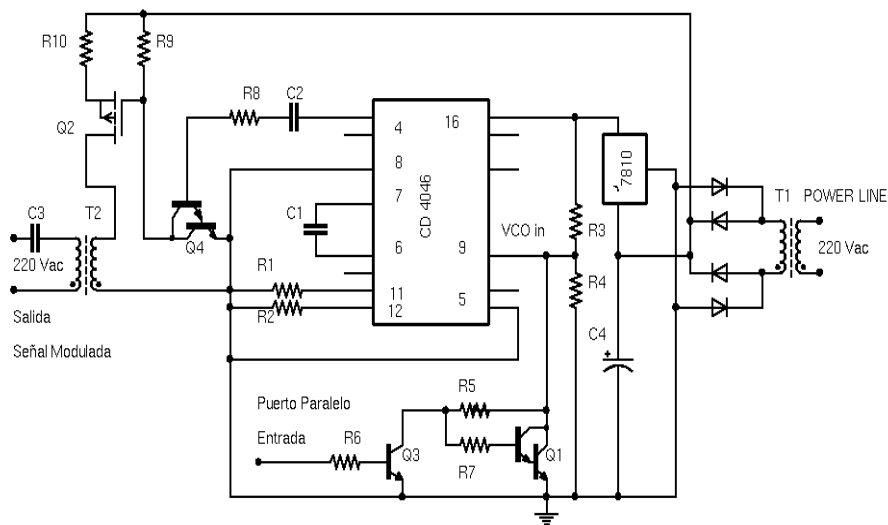 R10
R9
Q2
R8
C2
4
16
8
7
CD 4046
6
9
11
12
5
7810
T1
POWER LINE
220 Vac
C3
T2
220 Vac
Q4
C1
VCO in
R3
R4
R1
R2
C4
+
Salida
Señal Modulada
Puerto Paralelo
Entrada
R6
R5
R7
Q3
Q1